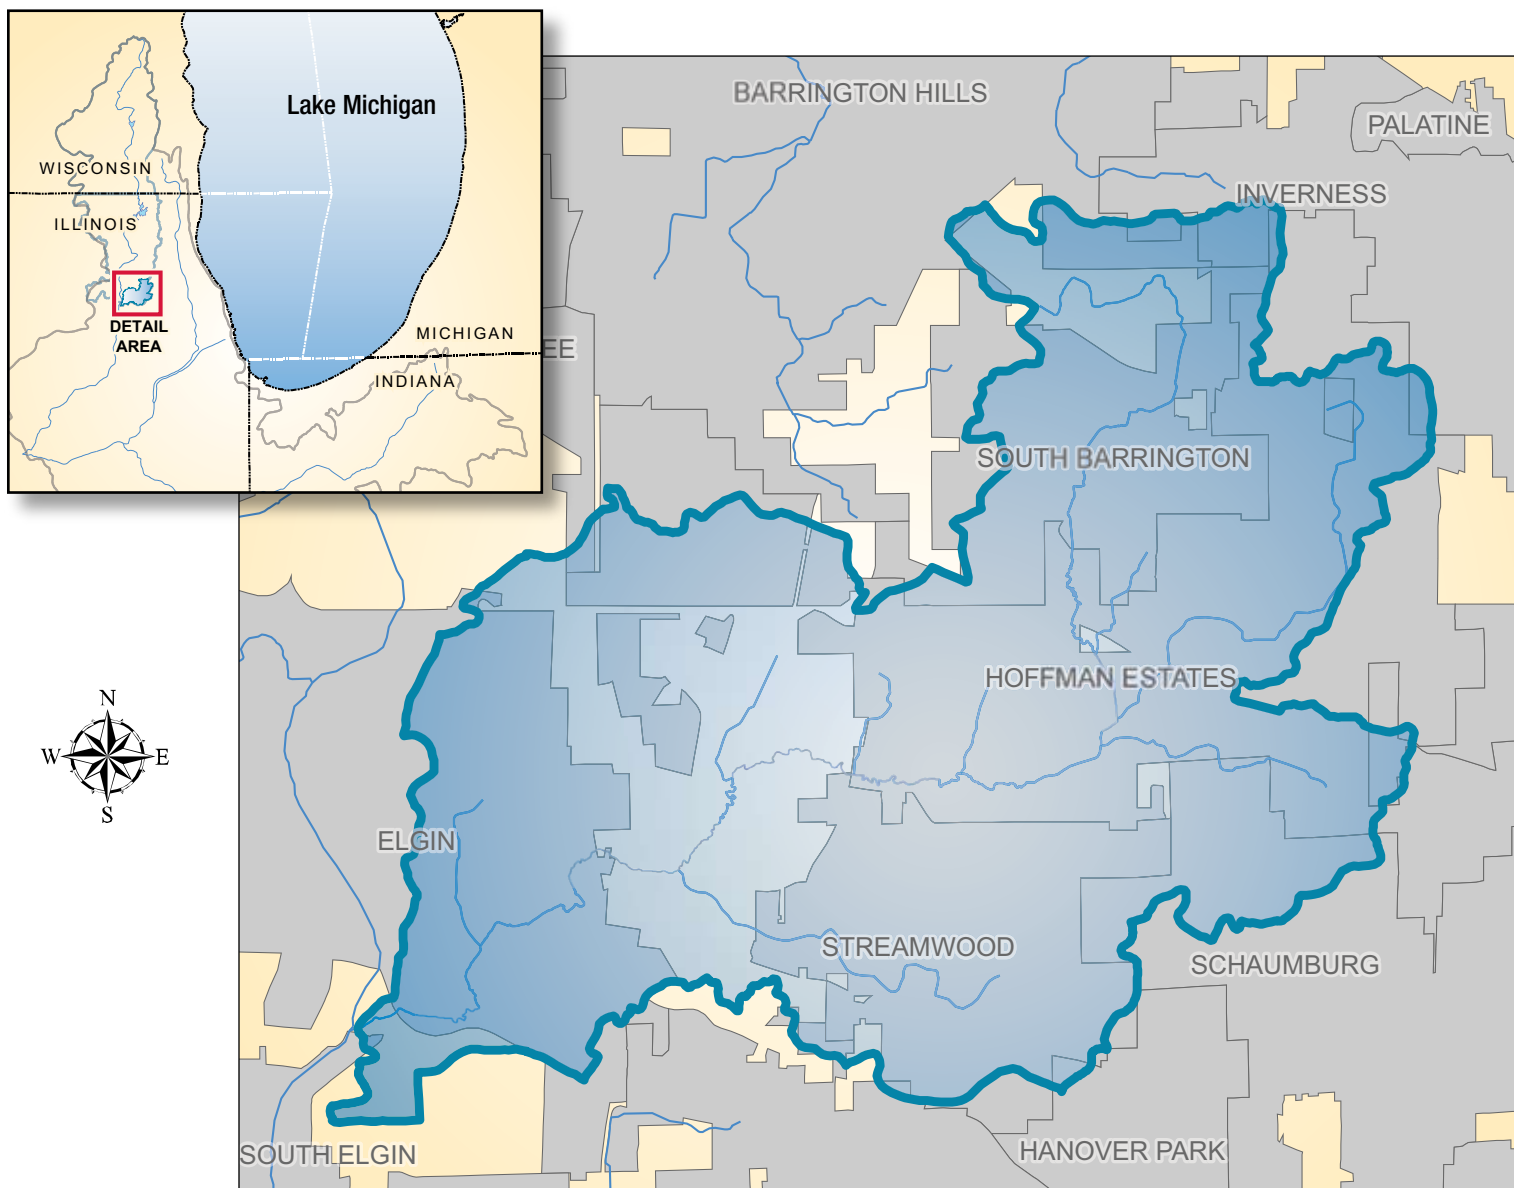 Lake Michigan
WISCONSIN
ILLINOIS
DETAIL
AREA
MICHIGAN
INDIANA
BARRINGTON HILLS
PALATINE
INVERNESS
EE
SOUTH BARRINGTON
HOFFMAN ESTATES
N
W
E
S
ELGIN
STREAMWOOD
SCHAUMBURG
SOUTH ELGIN
HANOVER PARK